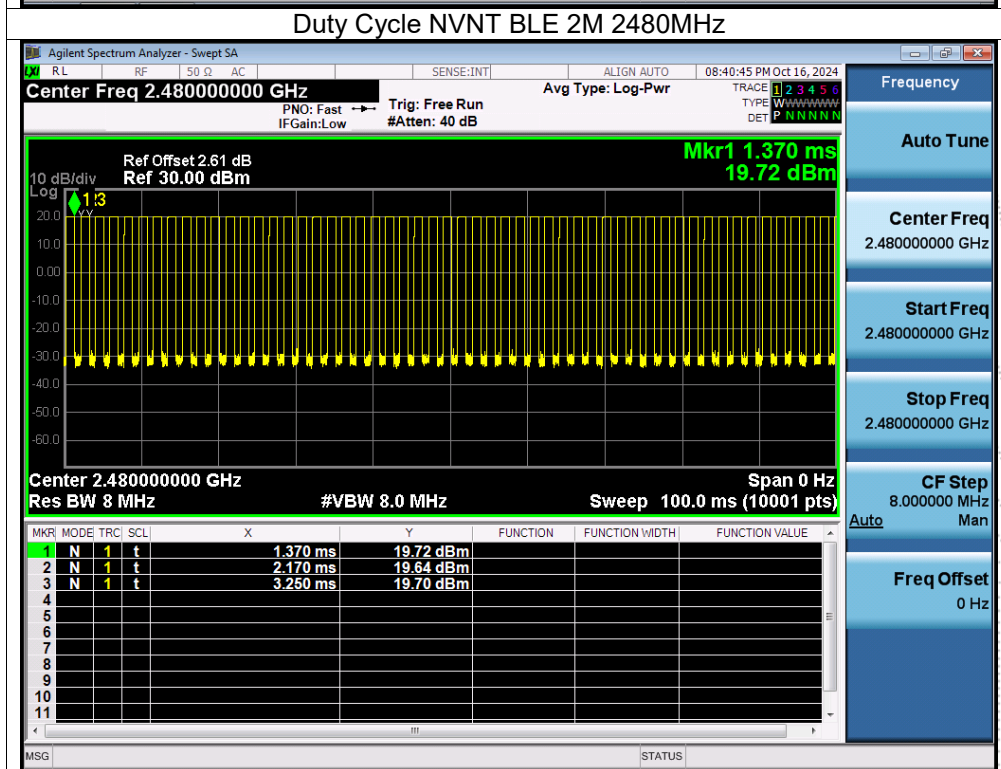 Duty Cycle NVNT BLE 2M 2480MHz
Agilent Spectrum Analyzer - Swept SA
LXI RL RF 50 Ω AC SENSE:INT ALIGN AUTO 08:40:45 PM Oct 16, 2024
Center Freq 2.480000000 GHz
PNO: Fast
IFGain:Low
Trig: Free Run
#Atten: 40 dB
Avg Type: Log-Pwr
TRACE 1 2 3 4 5 6
TYPE WWWWWW
DET P N N N N N
Frequency
Auto Tune
Center Freq
2.480000000 GHz
Start Freq
2.480000000 GHz
Stop Freq
2.480000000 GHz
CF Step
8.000000 MHz
Auto Man
Freq Offset
0 Hz
Mkr1 1.370 ms
19.72 dBm
Ref Offset 2.61 dB
10 dB/div Ref 30.00 dBm
Log
1 3
20.0
10.0
0.00
-10.0
-20.0
-30.0
-40.0
-50.0
-60.0
Center 2.480000000 GHz Span 0 Hz
Res BW 8 MHz #VBW 8.0 MHz Sweep 100.0 ms (10001 pts)
MKR MODE TRC SCL X Y FUNCTION FUNCTION WIDTH FUNCTION VALUE
1 N 1 t 1.370 ms 19.72 dBm
2 N 1 t 2.170 ms 19.64 dBm
3 N 1 t 3.250 ms 19.70 dBm
4
5
6
7
8
9
10
11
MSG STATUS